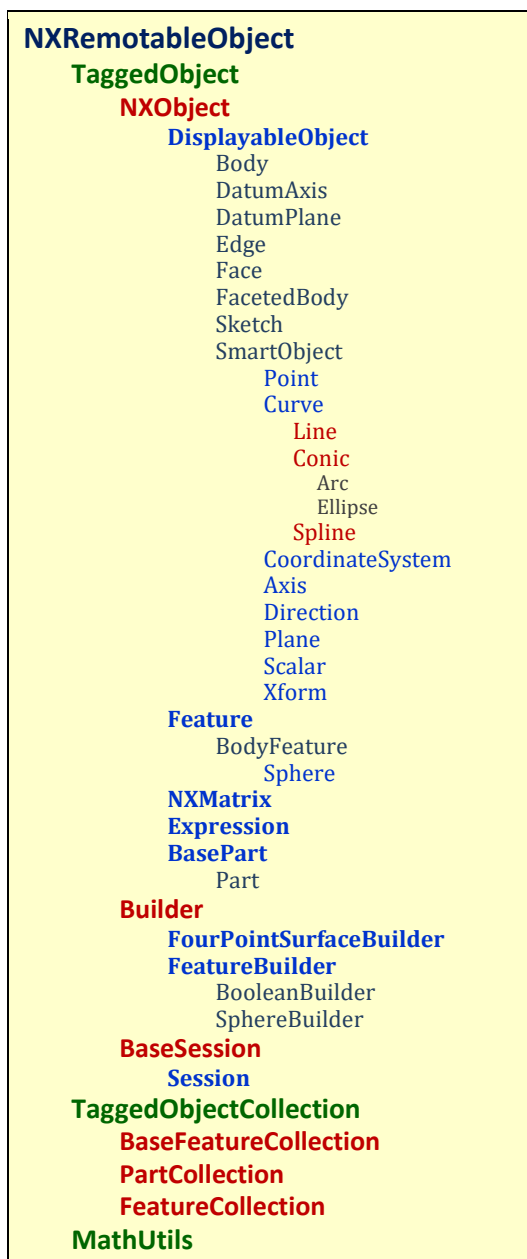 NXRemotableObject
TaggedObject
NXObject
DisplayableObject
Body
DatumAxis
DatumPlane
Edge
Face
FacetedBody
Sketch
SmartObject
Point
Curve
Line
Conic
Arc
Ellipse
Spline
CoordinateSystem
Axis
Direction
Plane
Scalar
Xform
Feature
BodyFeature
Sphere
NXMatrix
Expression
BasePart
Part
Builder
FourPointSurfaceBuilder
FeatureBuilder
BooleanBuilder
SphereBuilder
BaseSession
Session
TaggedObjectCollection
BaseFeatureCollection
PartCollection
FeatureCollection
MathUtils